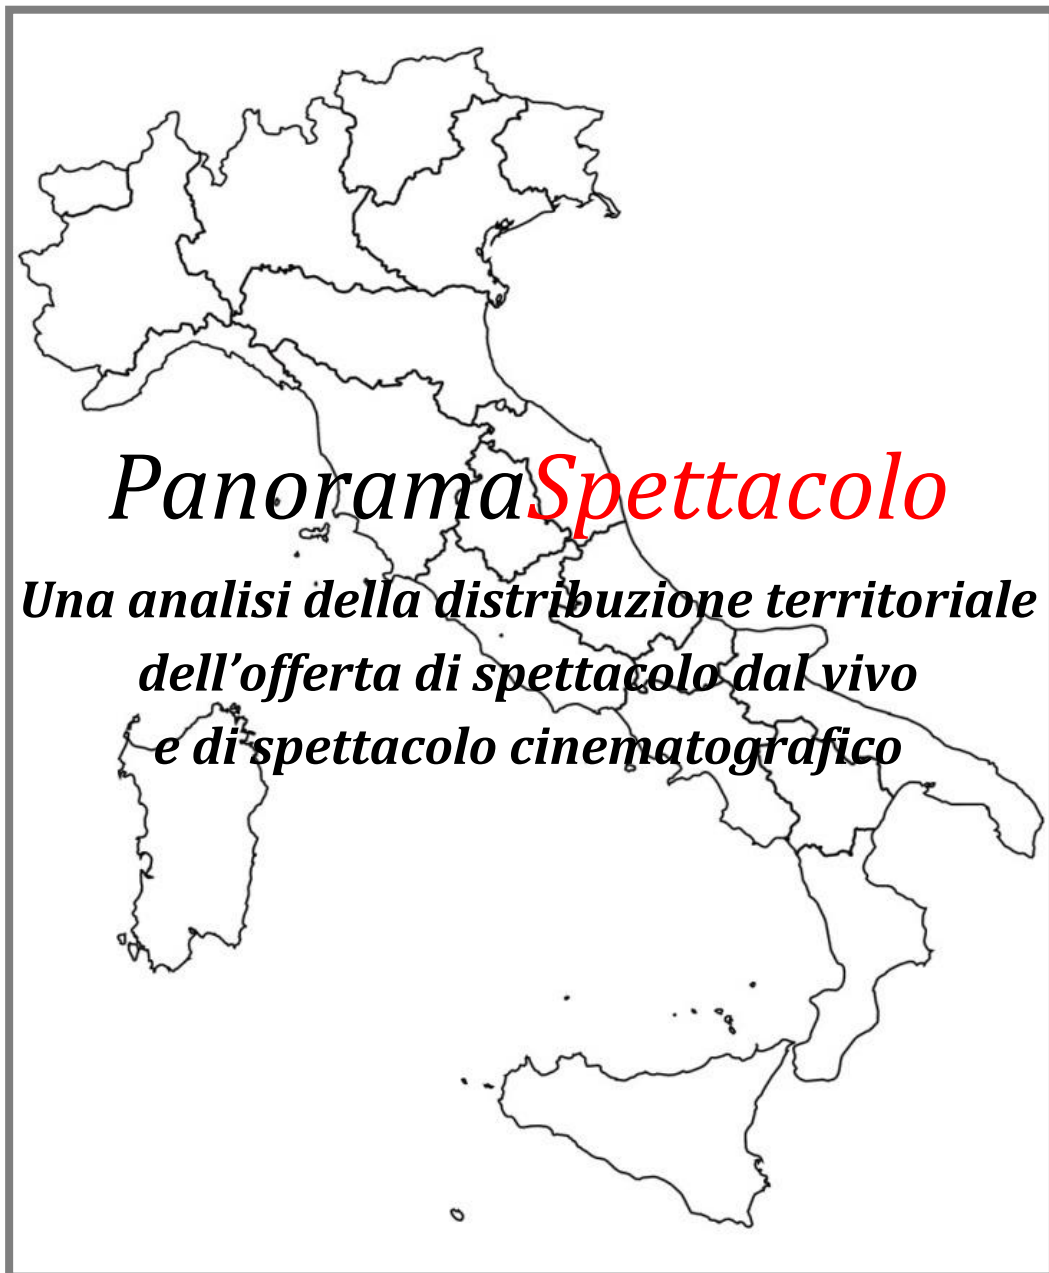 PanoramaSpettacolo
Una analisi della distribuzione territoriale
dell’offerta di spettacolo dal vivo
e di spettacolo cinematografico